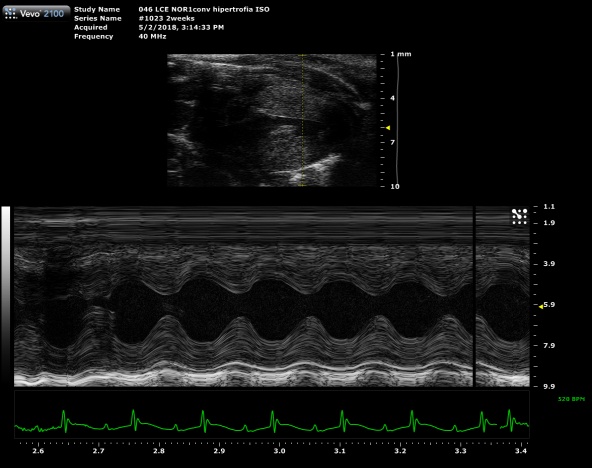 Vevo 2100
Study Name 046 LCE NOR1conv hipertrofia ISO
Series Name #1023 2weeks
Acquired 5/2/2018, 3:14:33 PM
Frequency 40 MHz
1 mm
4
7
10
1.1
1.9
3.9
5.9
7.9
9.9
520 BPM
2.6 2.7 2.8 2.9 3.0 3.1 3.2 3.3 3.4